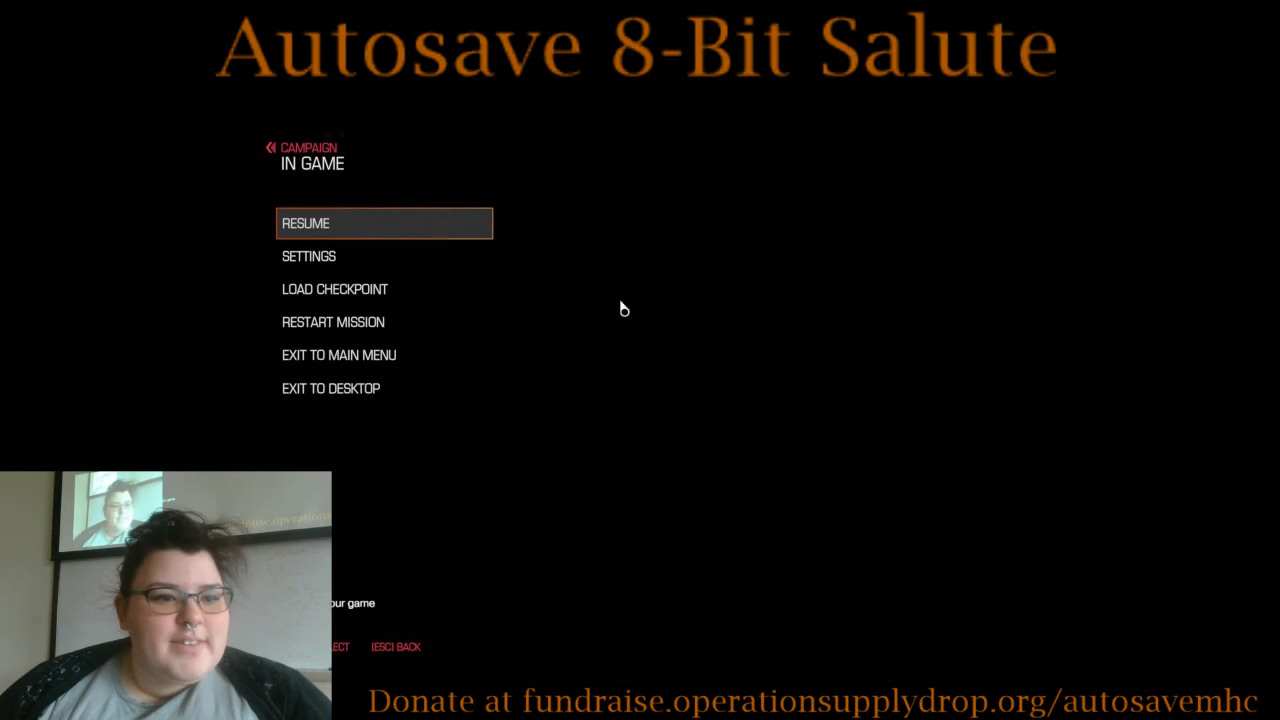 Autosave 8-Bit Salute
CAMPAIGN
IN GAME
RESUME
SETTINGS
LOAD CHECKPOINT
RESTART MISSION
EXIT TO MAIN MENU
EXIT TO DESKTOP
our game
ECT [ESC] BACK
Donate at fundraise.operationsupplydrop.org/autosavemhc